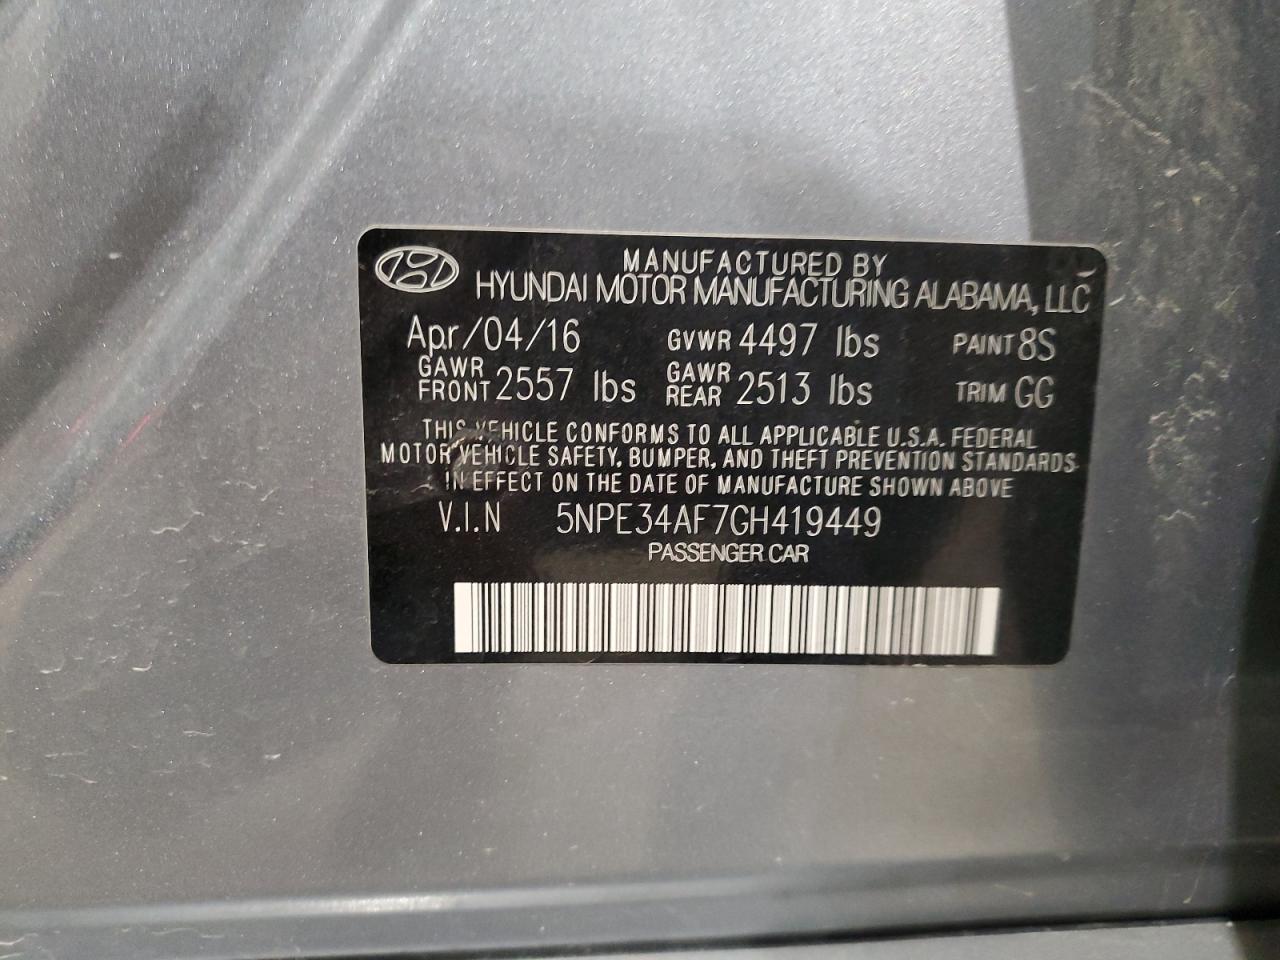 MANUFACTURED BY
HYUNDAI MOTOR MANUFACTURING ALABAMA, LLC
Apr/04/16 GVWR 4497 lbs PAINT 8S
GAWR FRONT 2557 lbs GAWR REAR 2513 lbs TRIM GG
THIS VEHICLE CONFORMS TO ALL APPLICABLE U.S.A. FEDERAL
MOTOR VEHICLE SAFETY, BUMPER, AND THEFT PREVENTION STANDARDS
IN EFFECT ON THE DATE OF MANUFACTURE SHOWN ABOVE
V.I.N 5NPE34AF7GH419449
PASSENGER CAR